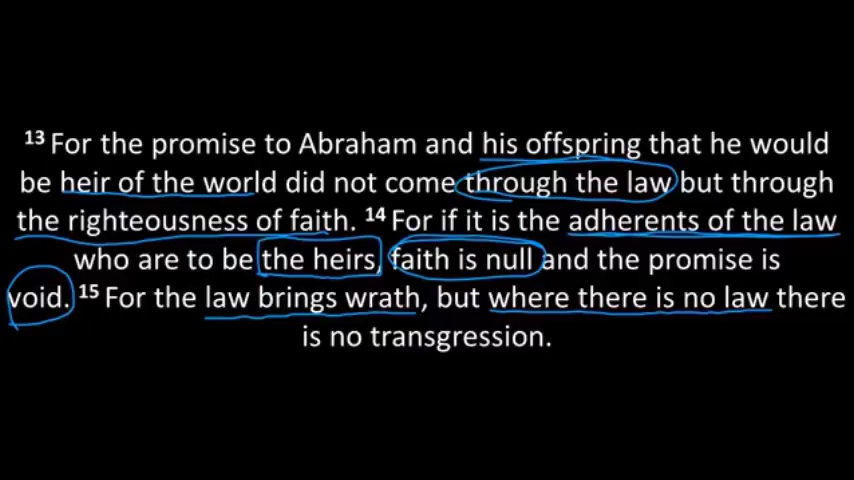 13 For the promise to Abraham and his offspring that he would
be heir of the world did not come through the law but through
the righteousness of faith. 14 For if it is the adherents of the law
who are to be the heirs, faith is null and the promise is
void. 15 For the law brings wrath, but where there is no law there
is no transgression.